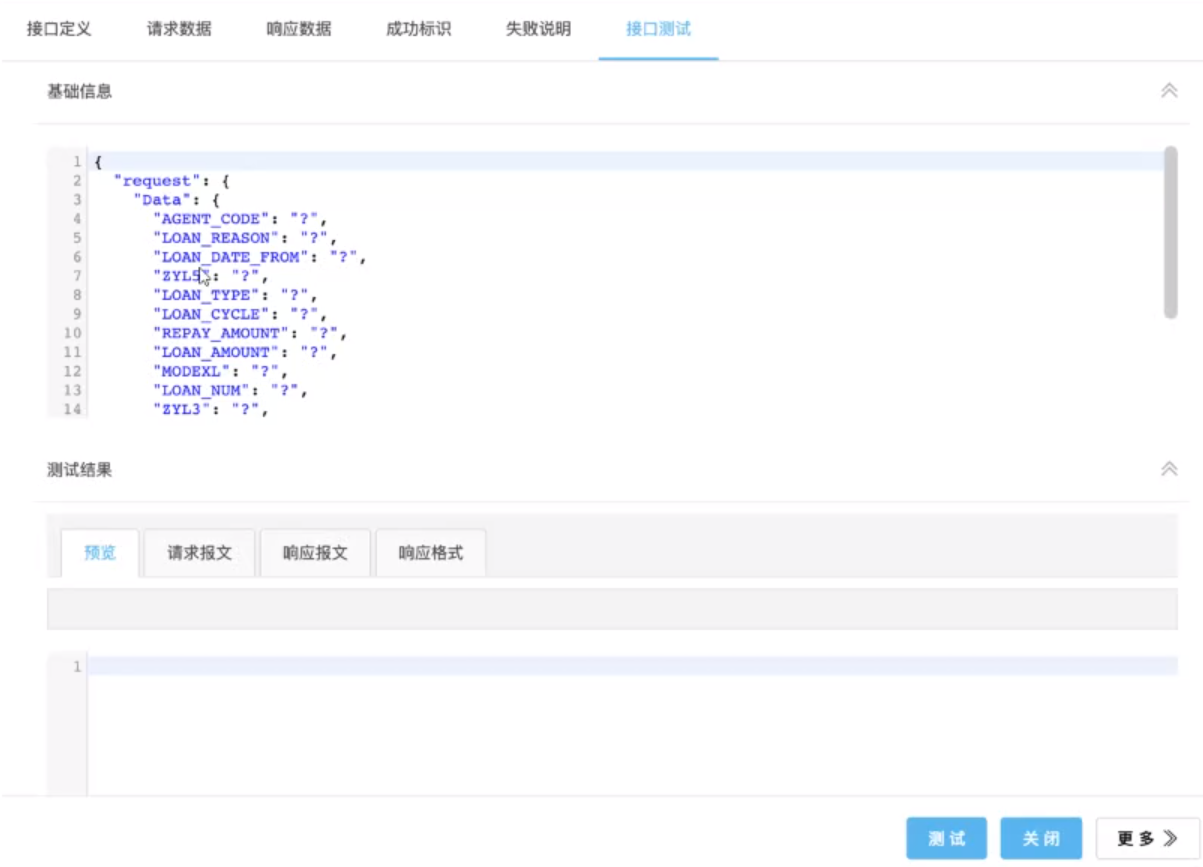 接口定义 请求数据 响应数据 成功标识 失败说明 接口测试
基础信息
1 {
2 "request": {
3 "Data": {
4 "AGENT_CODE": "?",
5 "LOAN_REASON": "?",
6 "LOAN_DATE_FROM": "?",
7 "ZYL5": "?",
8 "LOAN_TYPE": "?",
9 "LOAN_CYCLE": "?",
10 "REPAY_AMOUNT": "?",
11 "LOAN_AMOUNT": "?",
12 "MODEXL": "?",
13 "LOAN_NUM": "?",
14 "ZYL3": "?",
测试结果
预览 请求报文 响应报文 响应格式
1
测试 关闭 更多